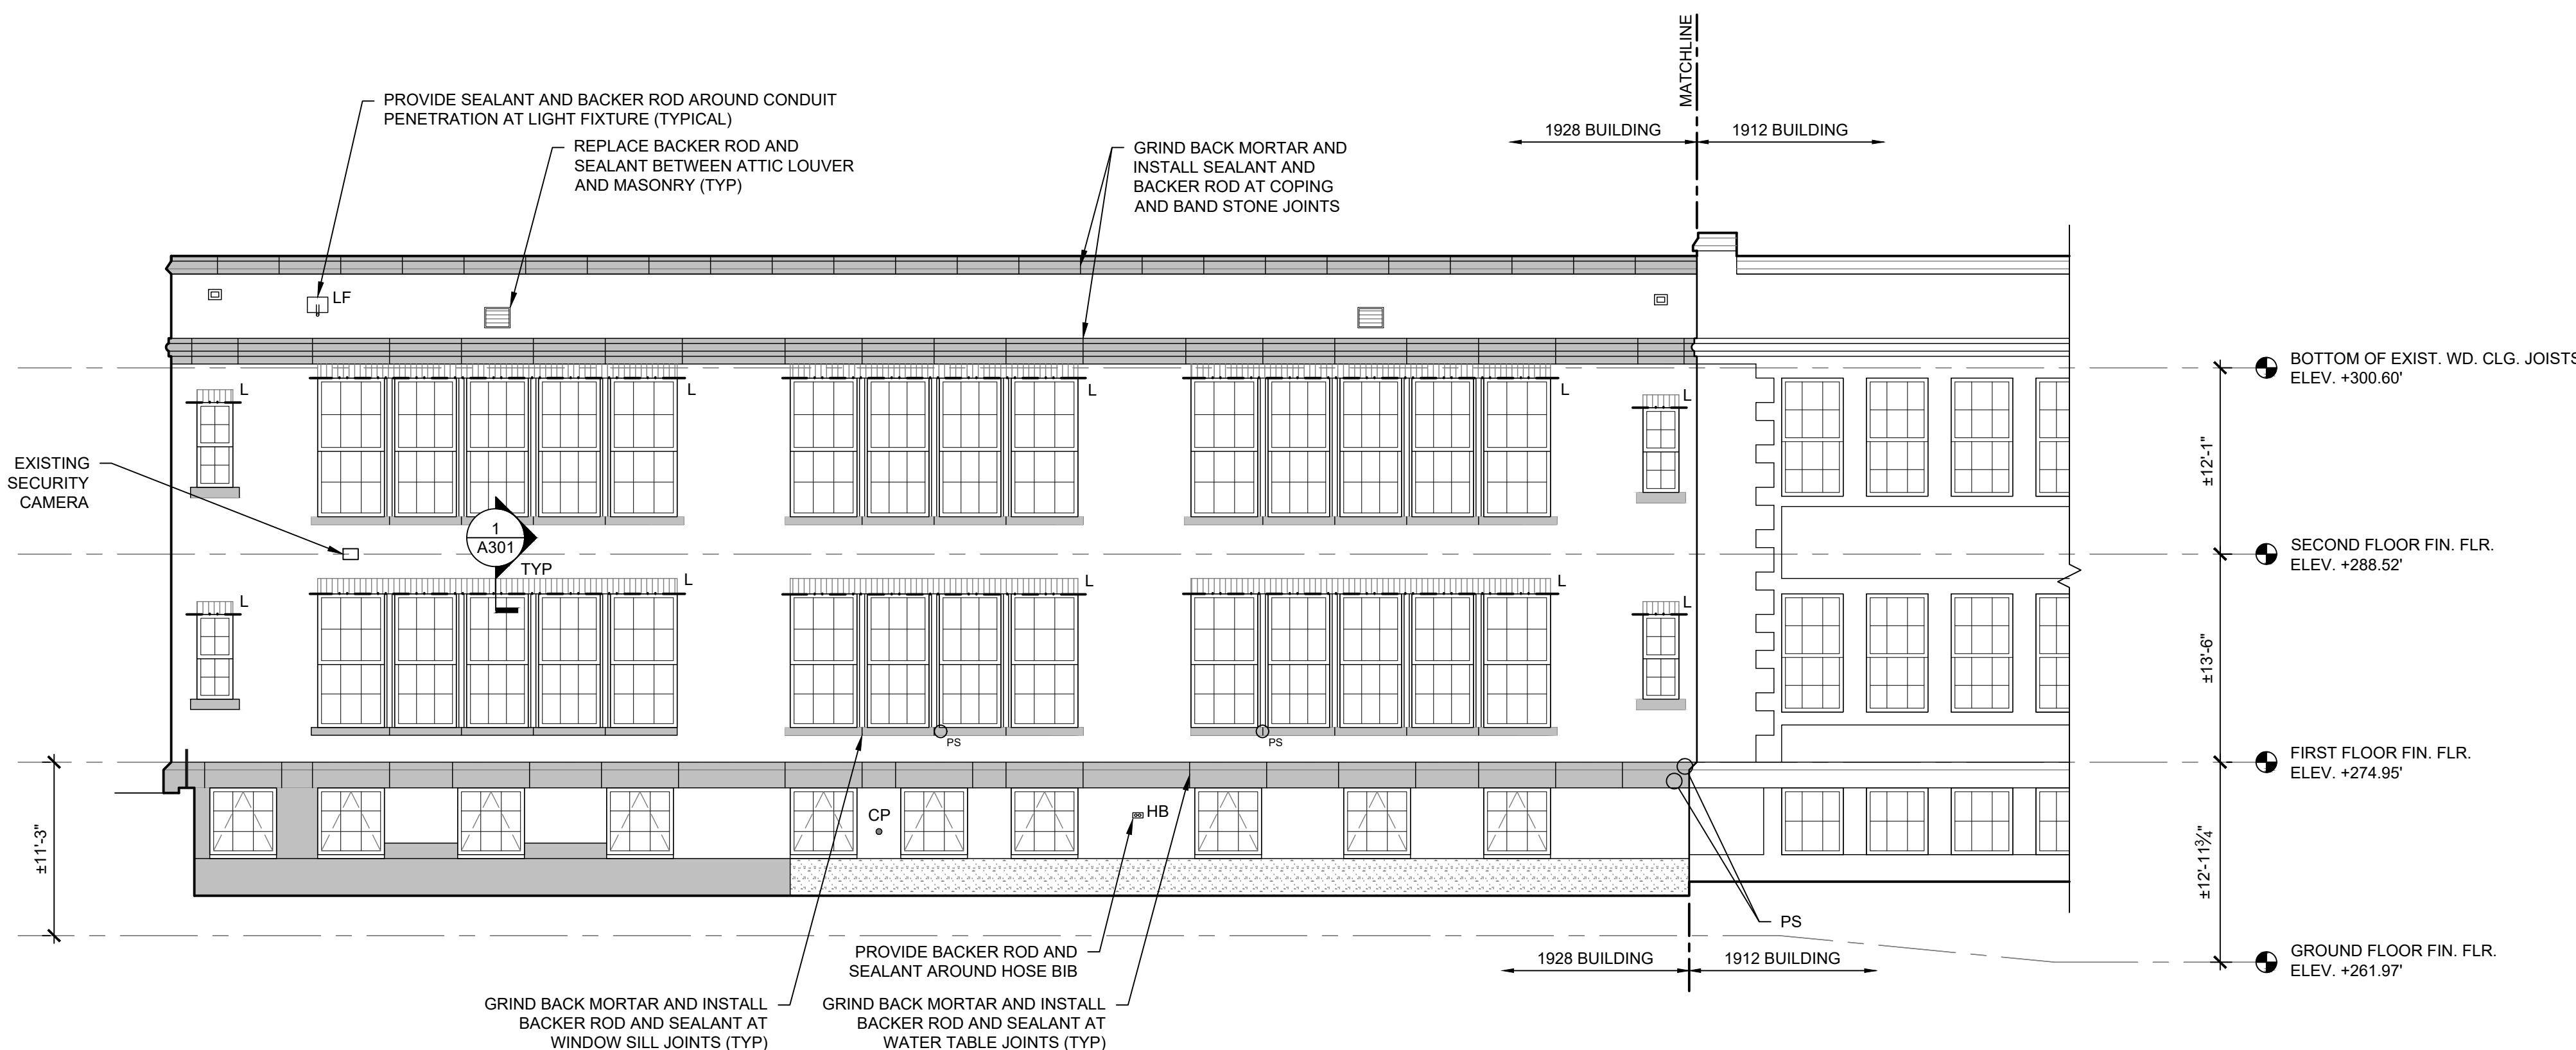 MATCHLINE
PROVIDE SEALANT AND BACKER ROD AROUND CONDUIT
PENETRATION AT LIGHT FIXTURE (TYPICAL)
REPLACE BACKER ROD AND
SEALANT BETWEEN ATTIC LOUVER
AND MASONRY (TYP)
GRIND BACK MORTAR AND
INSTALL SEALANT AND
BACKER ROD AT COPING
AND BAND STONE JOINTS
1928 BUILDING
1912 BUILDING
LF
BOTTOM OF EXIST. WD. CLG. JOISTS
ELEV. +300.60'
L
L
L
L
L
±12'-1"
EXISTING
SECURITY
CAMERA
1
A301
TYP
SECOND FLOOR FIN. FLR.
ELEV. +288.52'
L
L
L
L
L
±13'-6"
PS
PS
FIRST FLOOR FIN. FLR.
ELEV. +274.95'
±11'-3"
CP
HB
±12'-11¾"
PS
PROVIDE BACKER ROD AND
SEALANT AROUND HOSE BIB
1928 BUILDING
1912 BUILDING
GROUND FLOOR FIN. FLR.
ELEV. +261.97'
GRIND BACK MORTAR AND INSTALL
BACKER ROD AND SEALANT AT
WINDOW SILL JOINTS (TYP)
GRIND BACK MORTAR AND INSTALL
BACKER ROD AND SEALANT AT
WATER TABLE JOINTS (TYP)